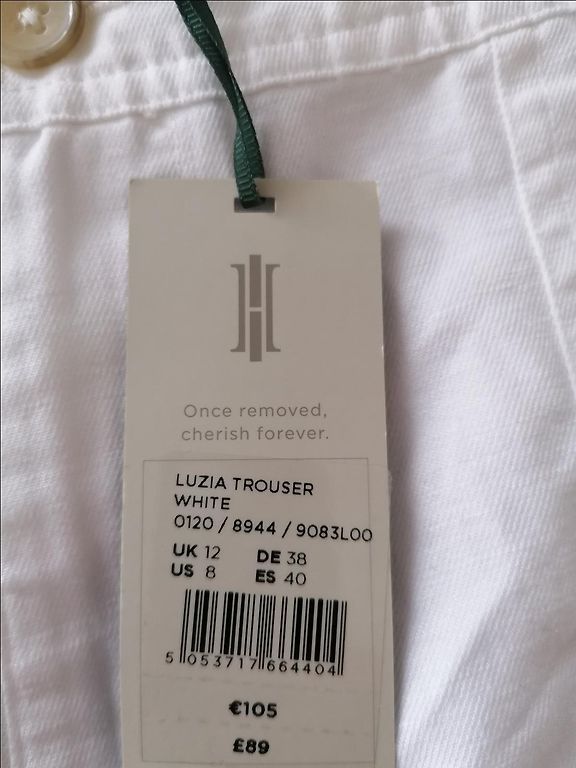 Once removed,
cherish forever.
LUZIA TROUSER
WHITE
0120 / 8944 / 9083L00
UK 12 DE 38
US 8 ES 40
5 053717 664404
€105
£89